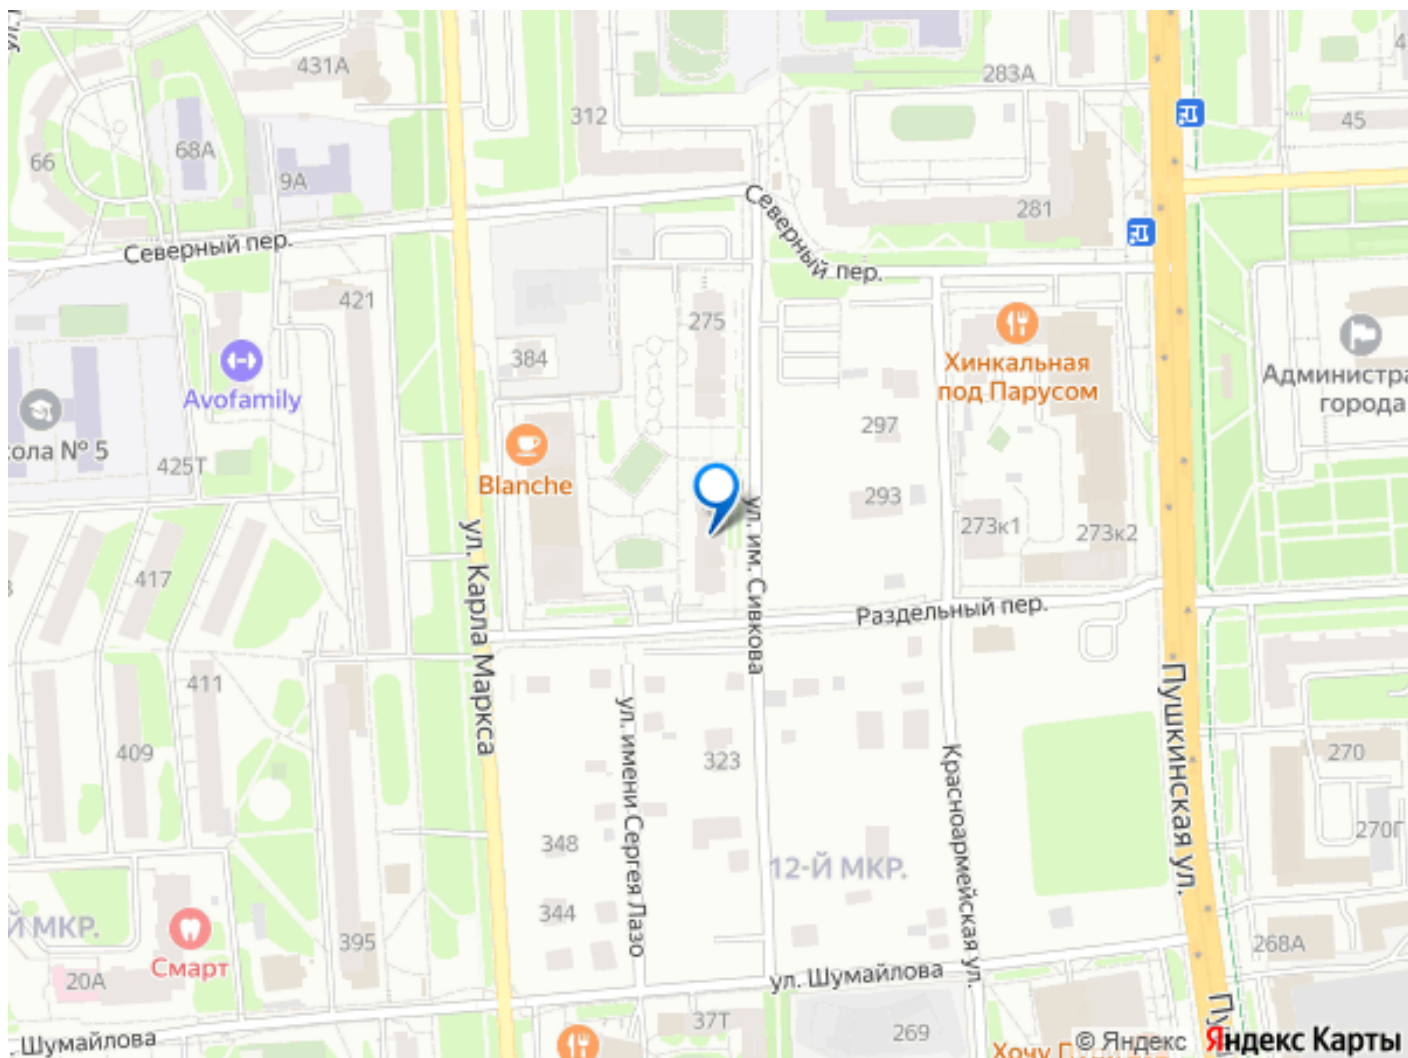 431А
283А
312
45
68А
66
9А
281
Северный пер.
Северный пер.
421
275
384
Хинкальная
под Парусом
Администра
города
Avofamily
297
кола № 5
425Т
Blanche
293
273к1
273к2
ул. Карла Маркса
ул. им. Сивкова
417
Раздельный пер.
411
ул. имени Сергея Лазо
Пушкинская ул.
409
323
Красноармейская ул.
270
270Г
348
12-Й МКР.
344
Й МКР.
395
268А
Смарт
20А
ул. Шумайлова
37Т
269
Шумайлова
Пу
Хочу П
© Яндекс
Яндекс Карты